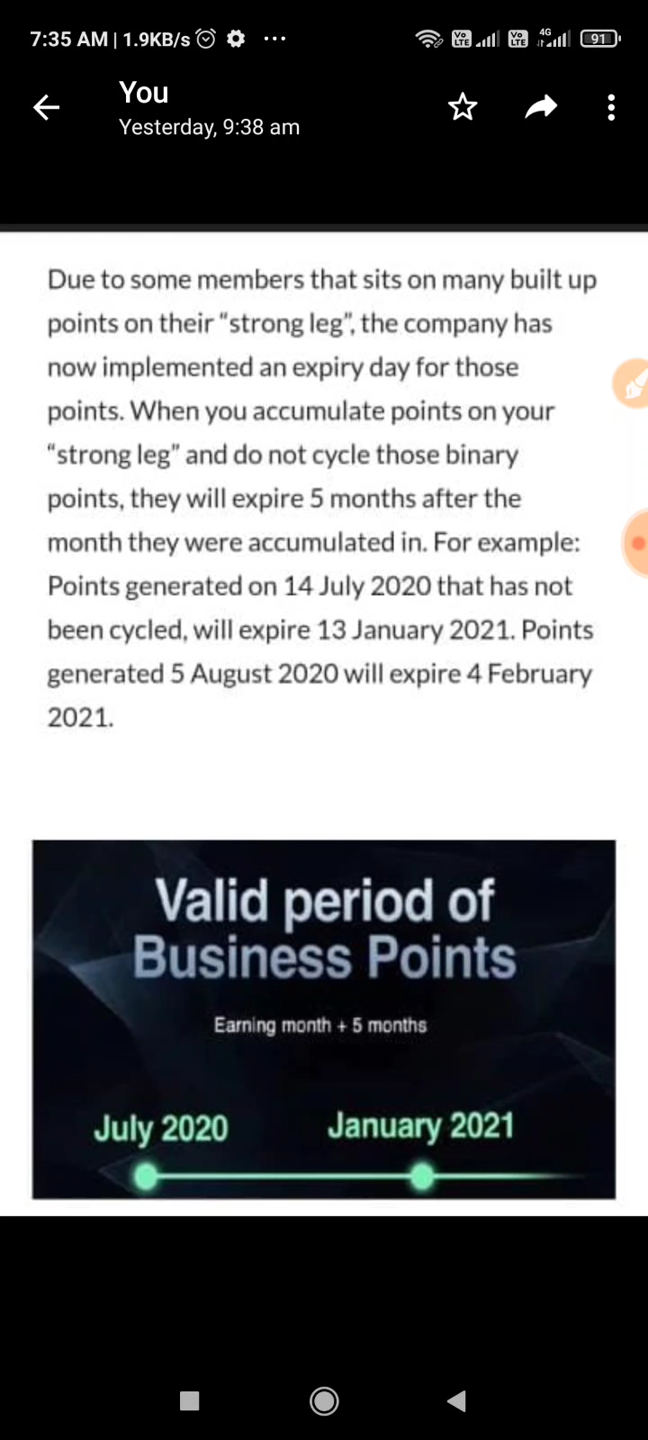 7:35 AM | 1.9KB/s
Vo LTE
Vo LTE
4G
91
You
Yesterday, 9:38 am
Due to some members that sits on many built up
points on their “strong leg”, the company has
now implemented an expiry day for those
points. When you accumulate points on your
“strong leg” and do not cycle those binary
points, they will expire 5 months after the
month they were accumulated in. For example:
Points generated on 14 July 2020 that has not
been cycled, will expire 13 January 2021. Points
generated 5 August 2020 will expire 4 February
2021.
Valid period of
Business Points
Earning month + 5 months
July 2020
January 2021